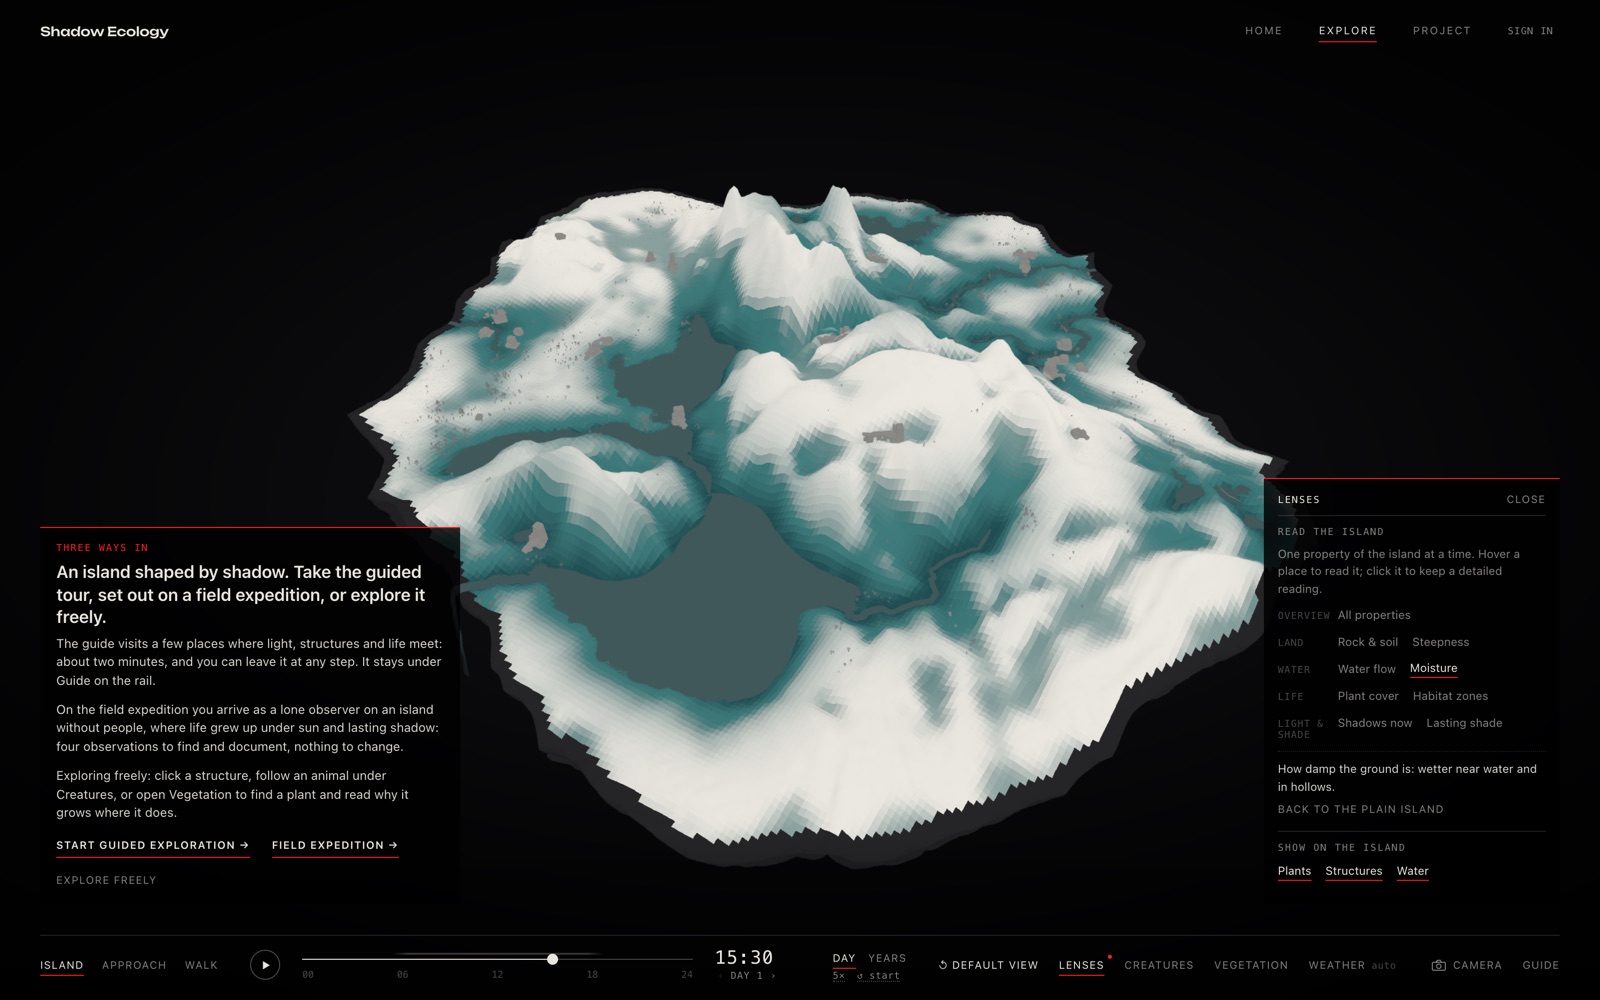 Shadow Ecology
HOME EXPLORE PROJECT SIGN IN
THREE WAYS IN
An island shaped by shadow. Take the guided
tour, set out on a field expedition, or explore it
freely.
The guide visits a few places where light, structures and life meet:
about two minutes, and you can leave it at any step. It stays under
Guide on the rail.
On the field expedition you arrive as a lone observer on an island
without people, where life grew up under sun and lasting shadow:
four observations to find and document, nothing to change.
Exploring freely: click a structure, follow an animal under
Creatures, or open Vegetation to find a plant and read why it
grows where it does.
START GUIDED EXPLORATION → FIELD EXPEDITION →
EXPLORE FREELY
LENSES CLOSE
READ THE ISLAND
One property of the island at a time. Hover a
place to read it; click it to keep a detailed
reading.
OVERVIEW All properties
LAND Rock & soil Steepness
WATER Water flow Moisture
LIFE Plant cover Habitat zones
LIGHT & Shadows now Lasting shade
SHADE
How damp the ground is: wetter near water and
in hollows.
BACK TO THE PLAIN ISLAND
SHOW ON THE ISLAND
Plants Structures Water
ISLAND APPROACH WALK
00 06 12 18 24
15:30
DAY 1 ›
DAY YEARS
5× ↺ start
↺ DEFAULT VIEW LENSES CREATURES VEGETATION WEATHER auto CAMERA GUIDE